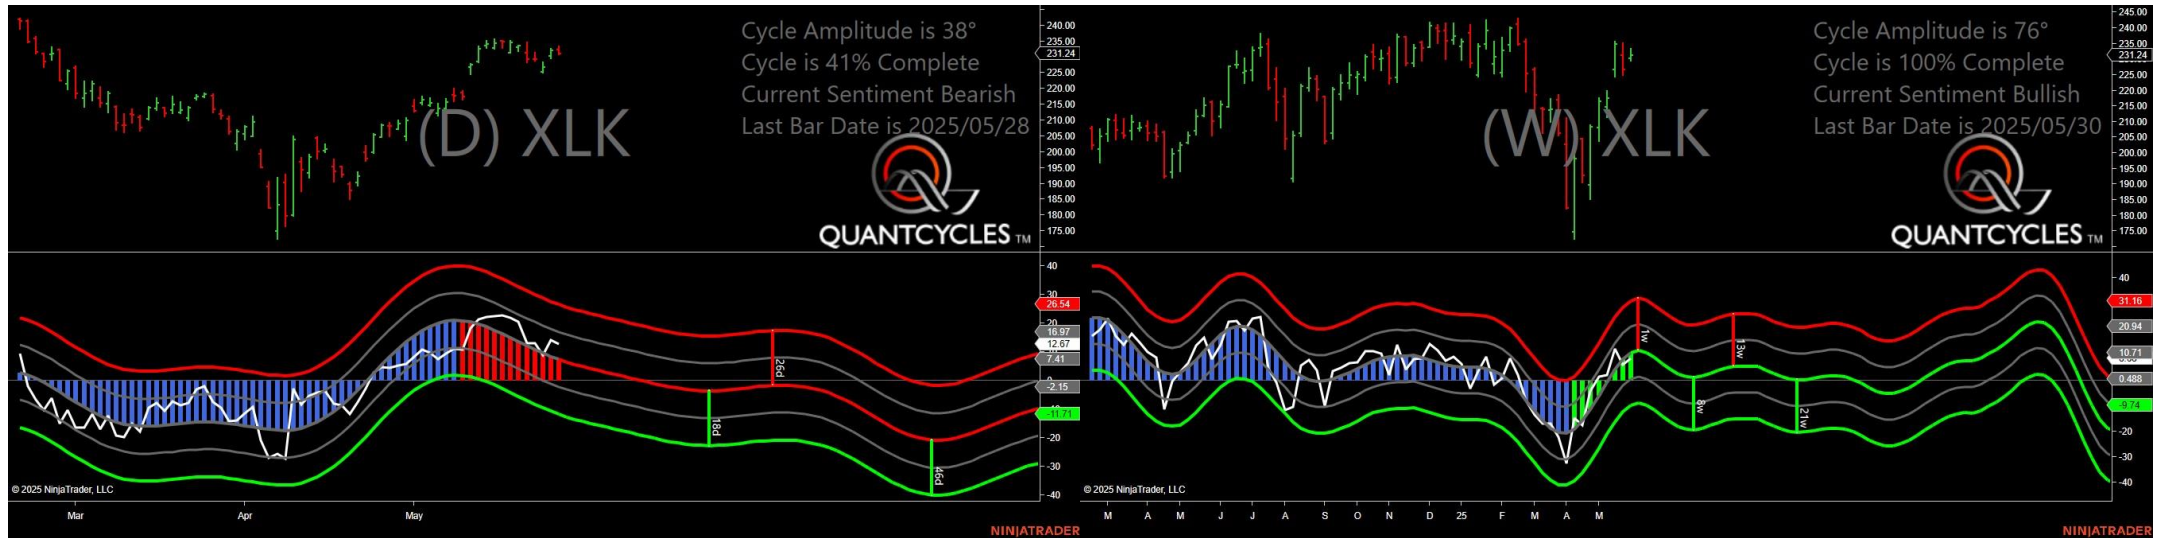 Cycle Amplitude is 38°
Cycle is 41% Complete
Current Sentiment Bearish
Last Bar Date is 2025/05/28
(D) XLK
QUANTCYCLES TM
240.00
235.00
231.24
225.00
220.00
215.00
210.00
205.00
200.00
195.00
190.00
185.00
180.00
175.00
40
30
26.54
20
16.97
12.67
7.41
0
-2.15
-11.71
-20
-30
-40
18d
26d
46d
© 2025 NinjaTrader, LLC
Mar
Apr
May
NINJATRADER
Cycle Amplitude is 76°
Cycle is 100% Complete
Current Sentiment Bullish
Last Bar Date is 2025/05/30
(W) XLK
QUANTCYCLES TM
245.00
240.00
235.00
231.24
225.00
220.00
215.00
210.00
205.00
200.00
195.00
190.00
185.00
180.00
175.00
40
31.16
20.94
10.71
0.488
-9.74
-20
-30
-40
1w
8w
13w
21w
© 2025 NinjaTrader, LLC
M A M J J A S O N D 25 F M A M
NINJATRADER